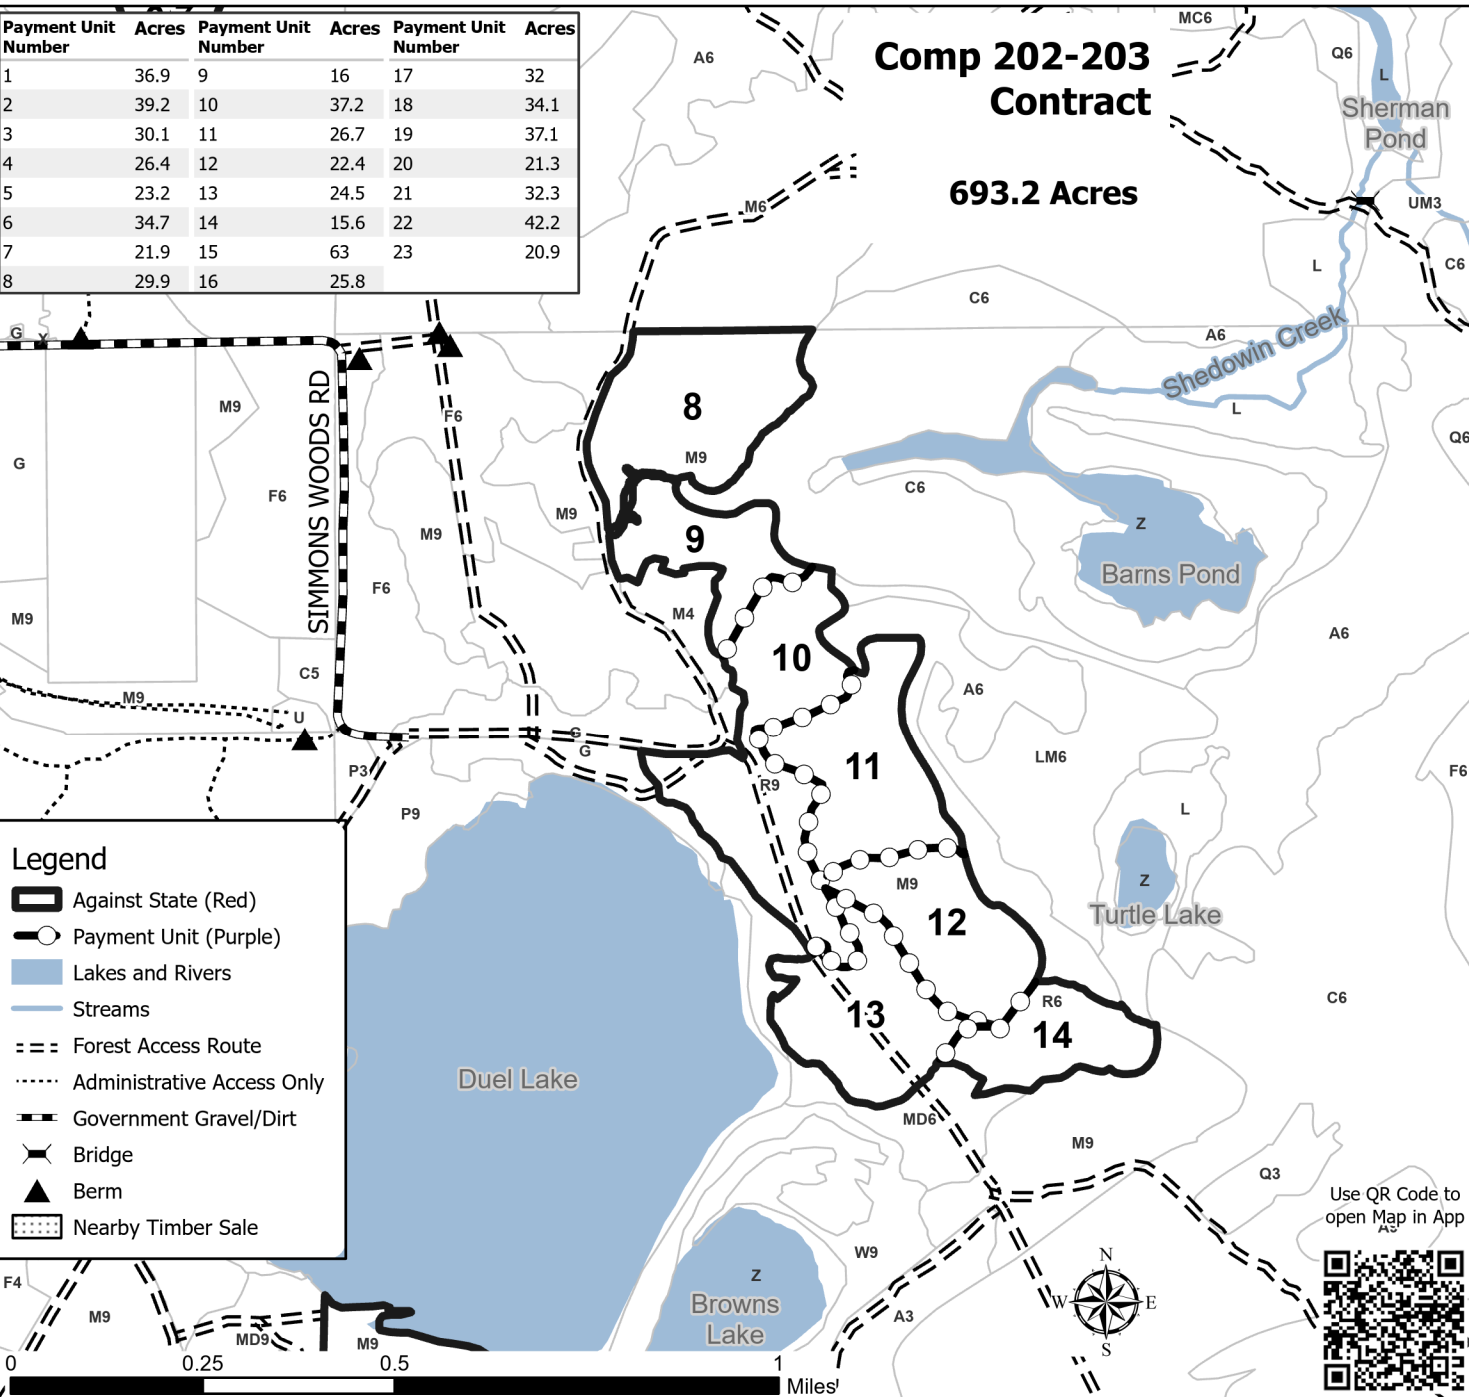 Payment Unit Number Acres Payment Unit Number Acres Payment Unit Number Acres
1 36.9 9 16 17 32
2 39.2 10 37.2 18 34.1
3 30.1 11 26.7 19 37.1
4 26.4 12 22.4 20 21.3
5 23.2 13 24.5 21 32.3
6 34.7 14 15.6 22 42.2
7 21.9 15 63 23 20.9
8 29.9 16 25.8
Comp 202-203
Contract
693.2 Acres
MC6
A6
Q6
L
Sherman
Pond
M6
UM3
L
C6
C6
G
X
A6
Shedowin Creek
SIMMONS WOODS RD
M9
F6
8
L
G
M9
Q6
F6
C6
M9
M9
9
Z
Barns Pond
F6
M9
M4
A6
10
C5
A6
M9
U
G
G
LM6
11
P3
R9
F6
P9
L
M9
Z
12
Turtle Lake
R6
C6
13
14
Duel Lake
MD6
M9
Q3
W9
Z
Browns
Lake
A3
F4
M9
MD9
M9
Legend
Against State (Red)
Payment Unit (Purple)
Lakes and Rivers
Streams
Forest Access Route
Administrative Access Only
Government Gravel/Dirt
Bridge
Berm
Nearby Timber Sale
Use QR Code to
open Map in App
N
W E
S
0 0.25 0.5 1
Miles